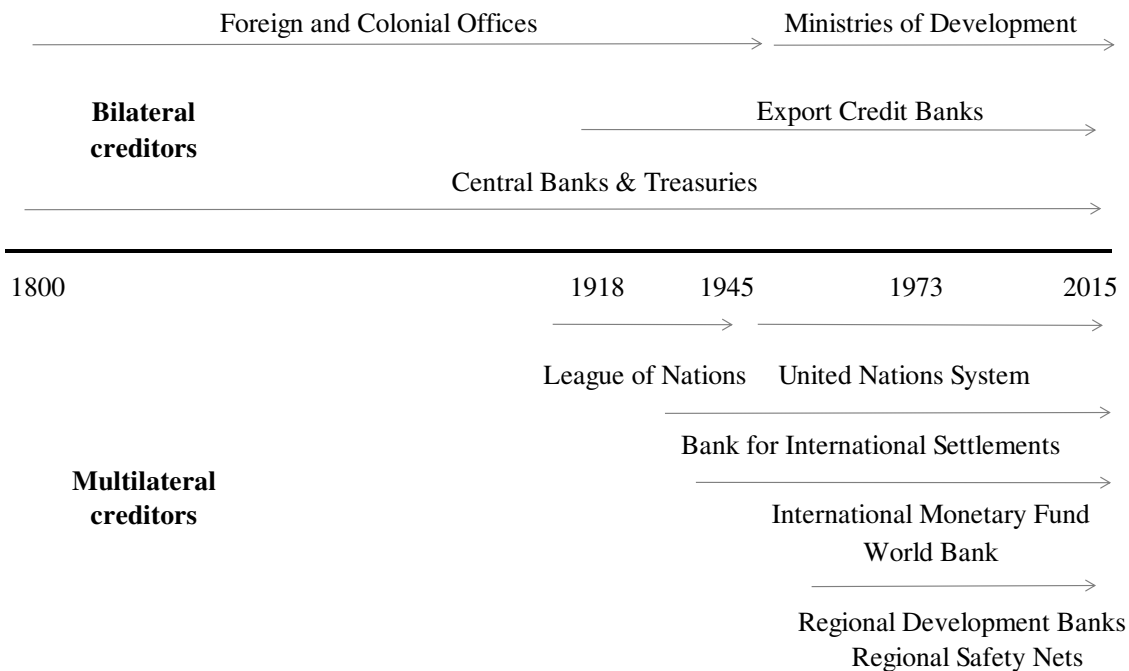 Foreign and Colonial Offices
Ministries of Development
Bilateral
creditors
Export Credit Banks
Central Banks & Treasuries
1800
1918
1945
1973
2015
League of Nations
United Nations System
Bank for International Settlements
Multilateral
creditors
International Monetary Fund
World Bank
Regional Development Banks
Regional Safety Nets